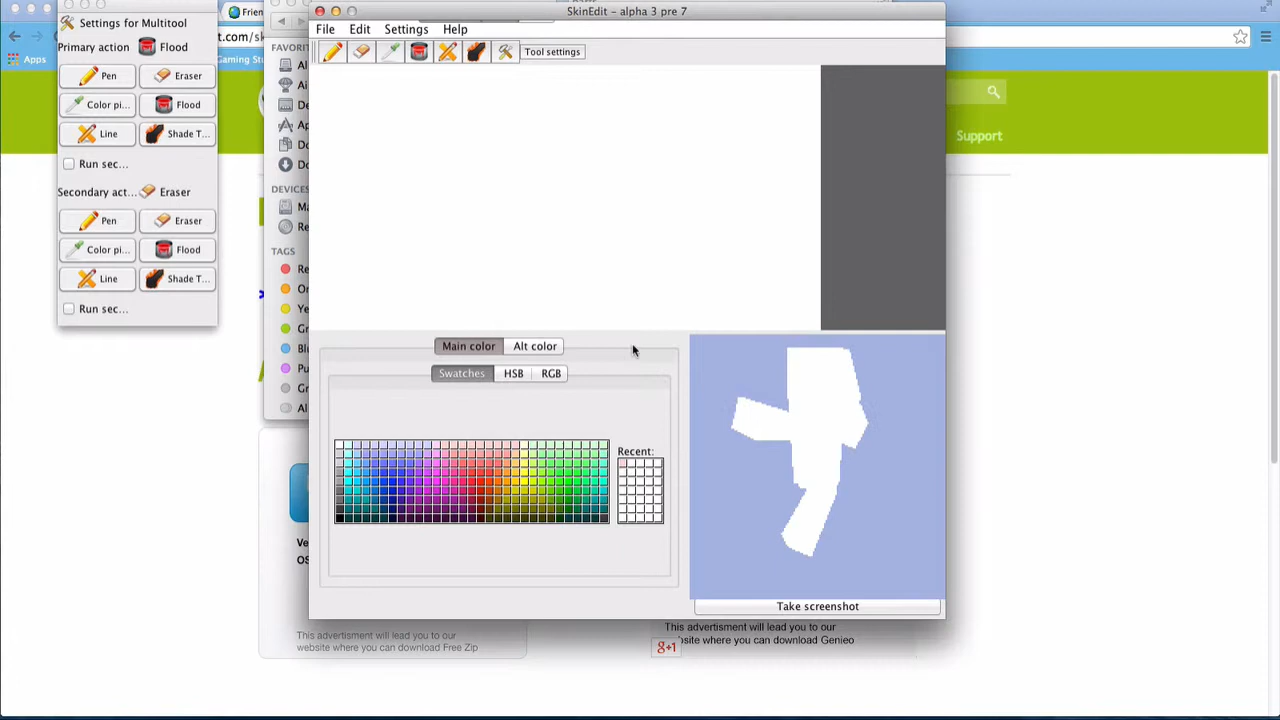 Settings for Multitool
Primary action Flood
Pen Eraser
Color pi... Flood
Line Shade T...
Run sec...
Secondary act... Eraser
Pen Eraser
Color pi... Flood
Line Shade T...
Run sec...
Apps
Gaming Stu
Support
DEVICES
TAGS
SkinEdit - alpha 3 pre 7
File Edit Settings Help
Tool settings
Main color Alt color
Swatches HSB RGB
Recent:
Take screenshot
This advertisment will lead you to our
website where you can download Free Zip
This advertisment will lead you to our
website where you can download Genieo
g+1